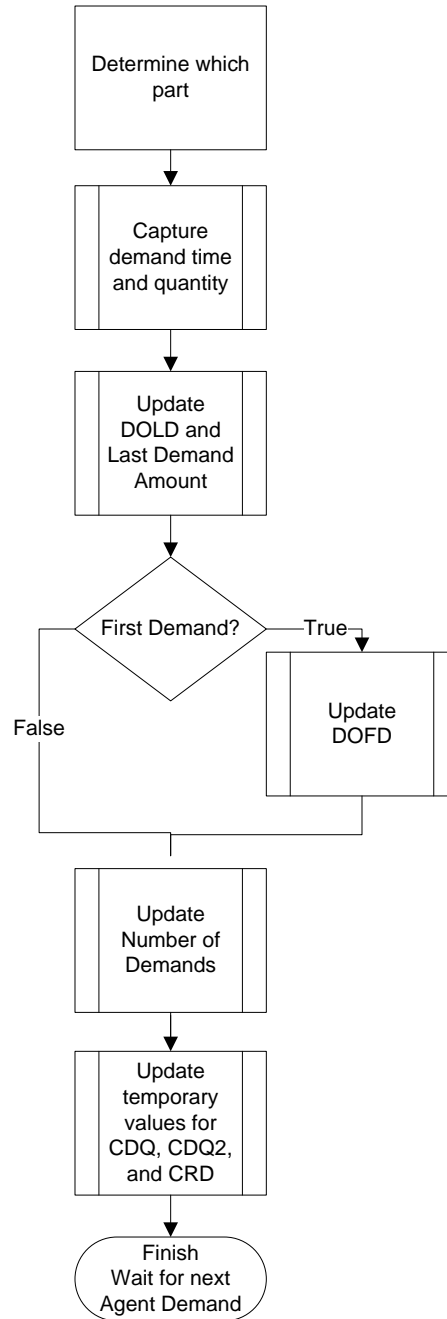 Determine which
part
Capture
demand time
and quantity
Update
DOLD and
Last Demand
Amount
First Demand?
True
Update
DOFD
False
Update
Number of
Demands
Update
temporary
values for
CDQ, CDQ2,
and CRD
Finish
Wait for next
Agent Demand